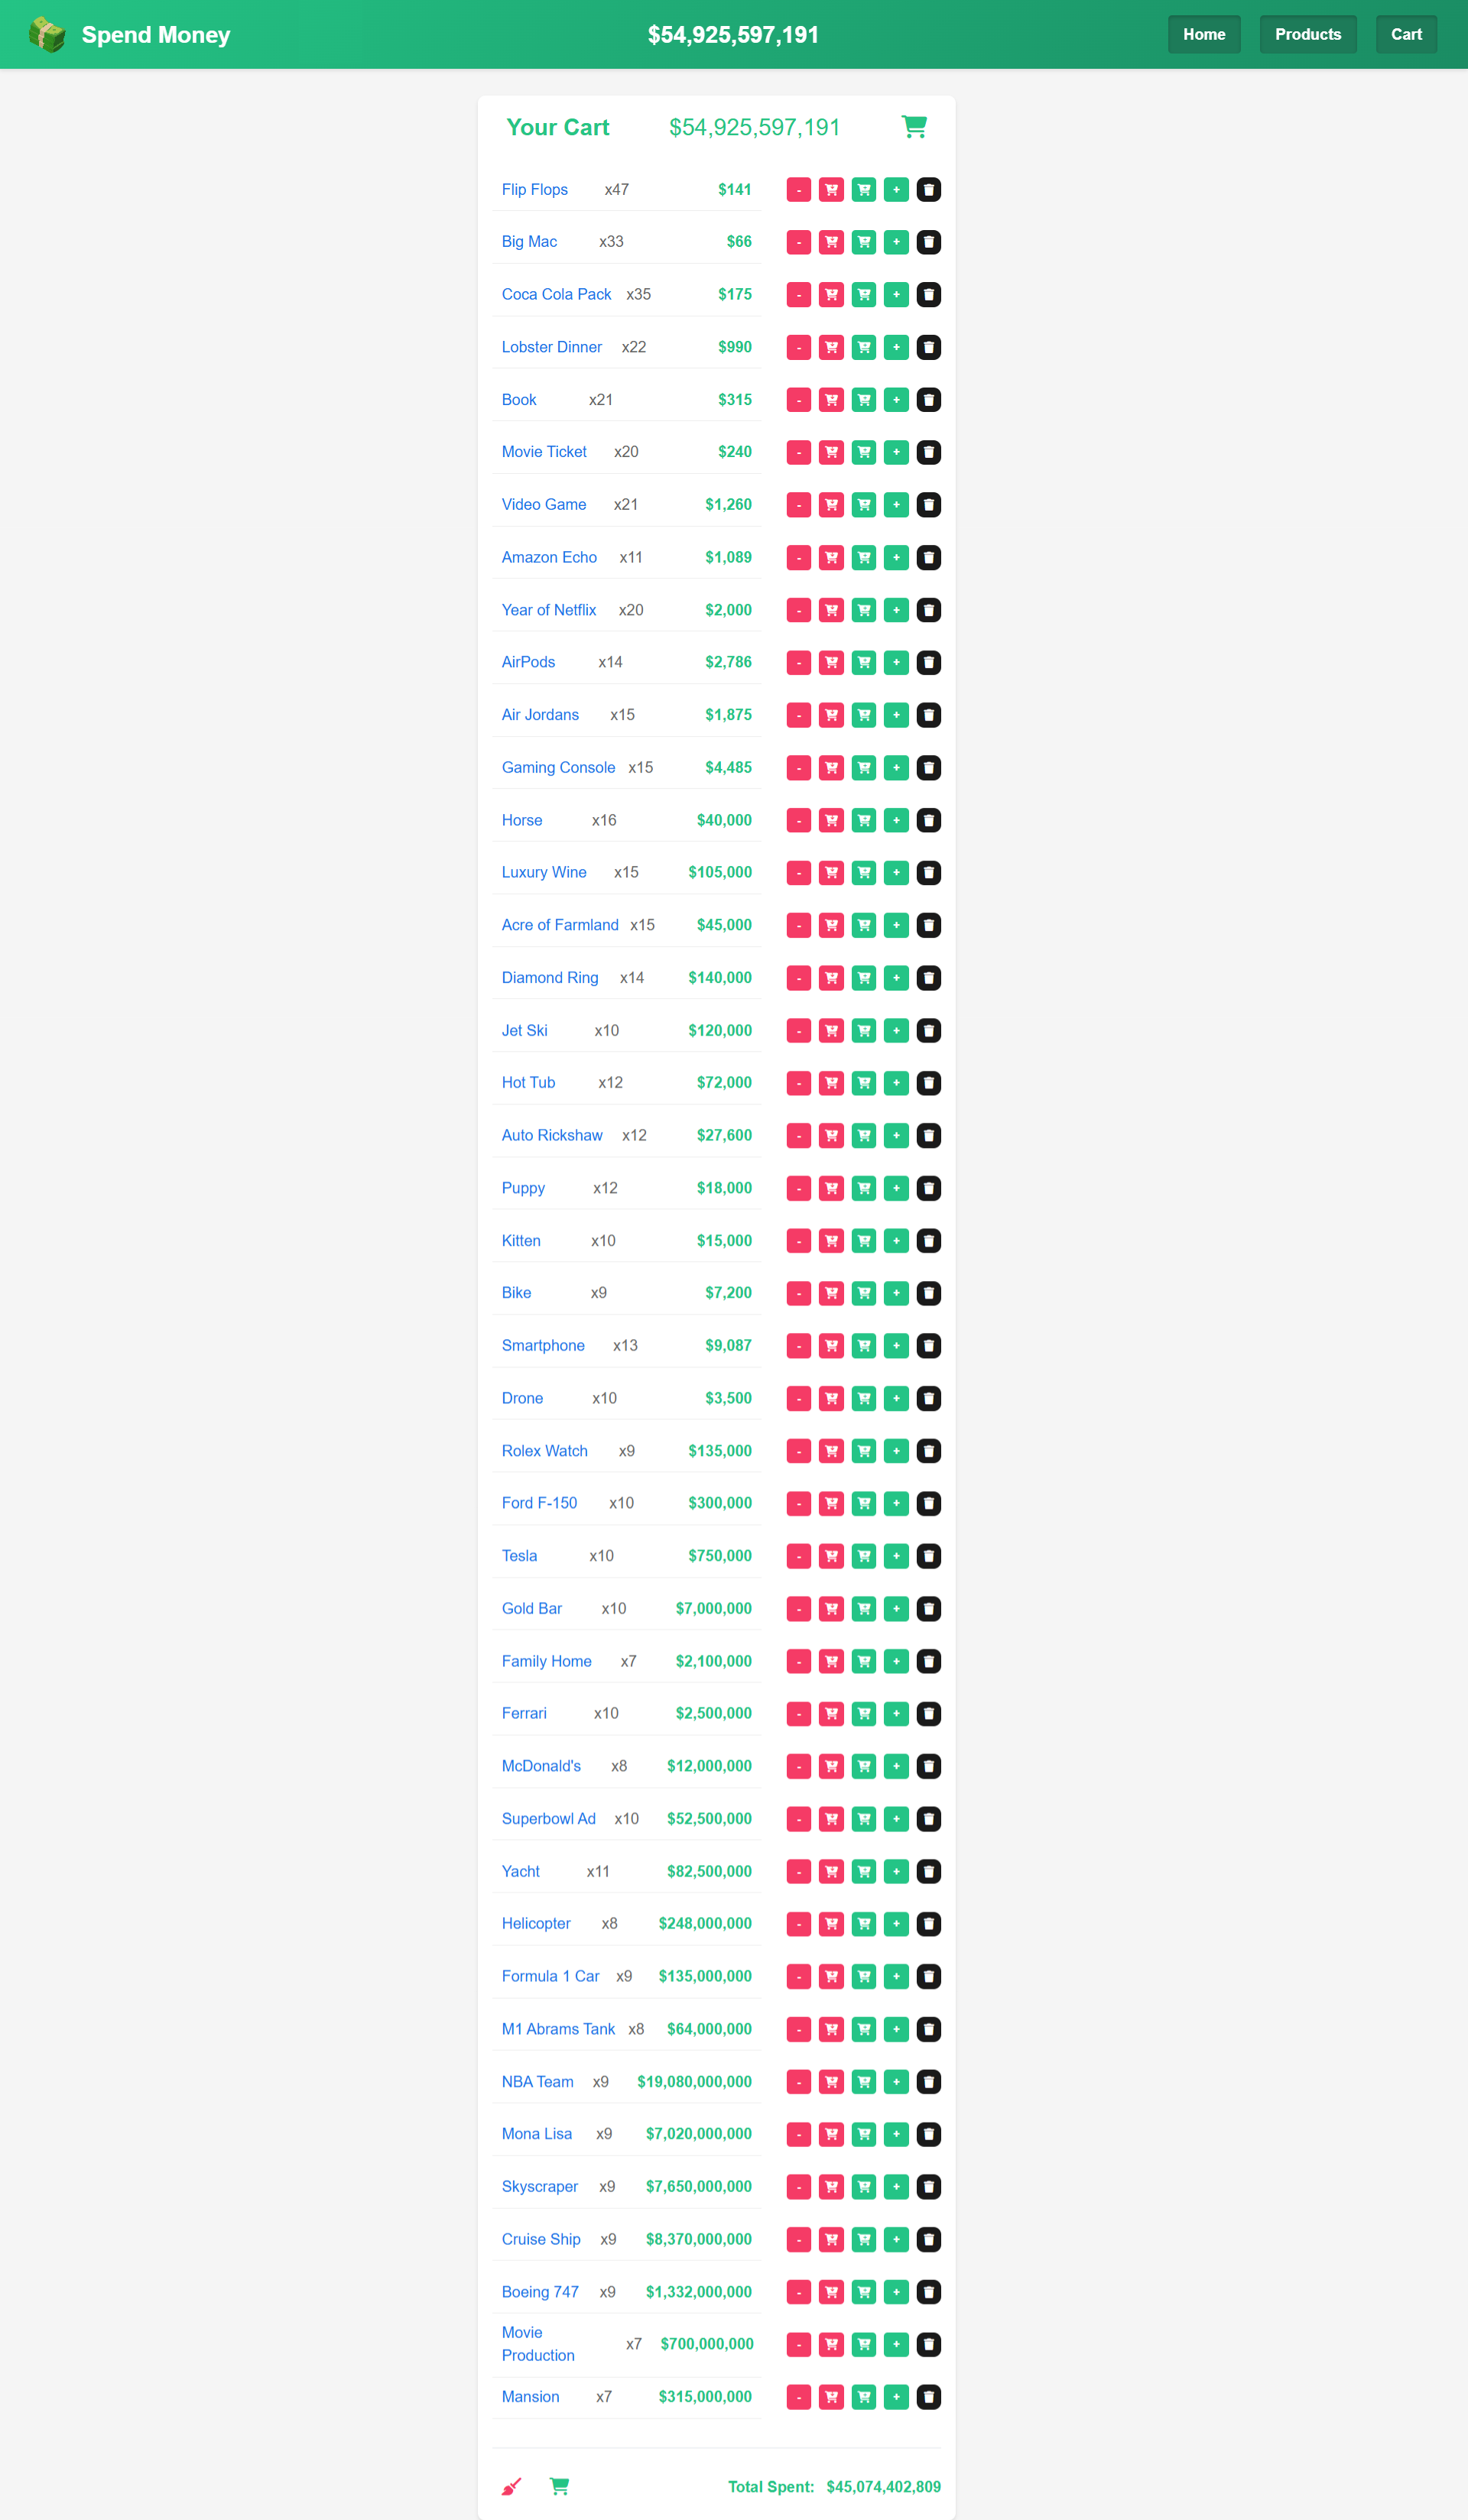 Spend Money $54,925,597,191 Home Products Cart
Your Cart $54,925,597,191
Flip Flops x47 $141 - +
Big Mac x33 $66 - +
Coca Cola Pack x35 $175 - +
Lobster Dinner x22 $990 - +
Book x21 $315 - +
Movie Ticket x20 $240 - +
Video Game x21 $1,260 - +
Amazon Echo x11 $1,089 - +
Year of Netflix x20 $2,000 - +
AirPods x14 $2,786 - +
Air Jordans x15 $1,875 - +
Gaming Console x15 $4,485 - +
Horse x16 $40,000 - +
Luxury Wine x15 $105,000 - +
Acre of Farmland x15 $45,000 - +
Diamond Ring x14 $140,000 - +
Jet Ski x10 $120,000 - +
Hot Tub x12 $72,000 - +
Auto Rickshaw x12 $27,600 - +
Puppy x12 $18,000 - +
Kitten x10 $15,000 - +
Bike x9 $7,200 - +
Smartphone x13 $9,087 - +
Drone x10 $3,500 - +
Rolex Watch x9 $135,000 - +
Ford F-150 x10 $300,000 - +
Tesla x10 $750,000 - +
Gold Bar x10 $7,000,000 - +
Family Home x7 $2,100,000 - +
Ferrari x10 $2,500,000 - +
McDonald's x8 $12,000,000 - +
Superbowl Ad x10 $52,500,000 - +
Yacht x11 $82,500,000 - +
Helicopter x8 $248,000,000 - +
Formula 1 Car x9 $135,000,000 - +
M1 Abrams Tank x8 $64,000,000 - +
NBA Team x9 $19,080,000,000 - +
Mona Lisa x9 $7,020,000,000 - +
Skyscraper x9 $7,650,000,000 - +
Cruise Ship x9 $8,370,000,000 - +
Boeing 747 x9 $1,332,000,000 - +
Movie
Production x7 $700,000,000 - +
Mansion x7 $315,000,000 - +
Total Spent: $45,074,402,809